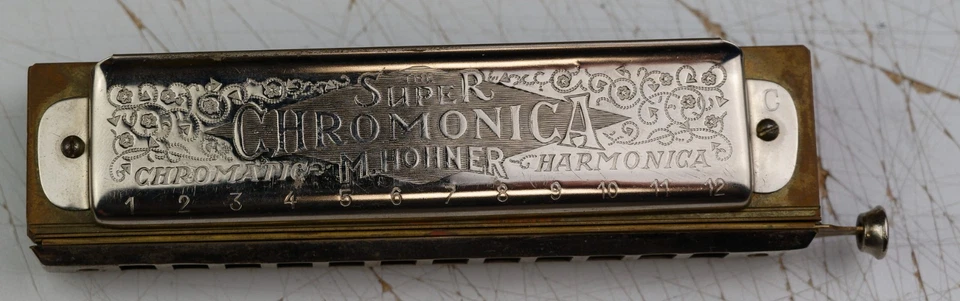 THE
SUPER
CHROMONICA
CHROMATIC M. HOHNER HARMONICA
1 2 3 4 5 6 7 8 9 10 11 12
C